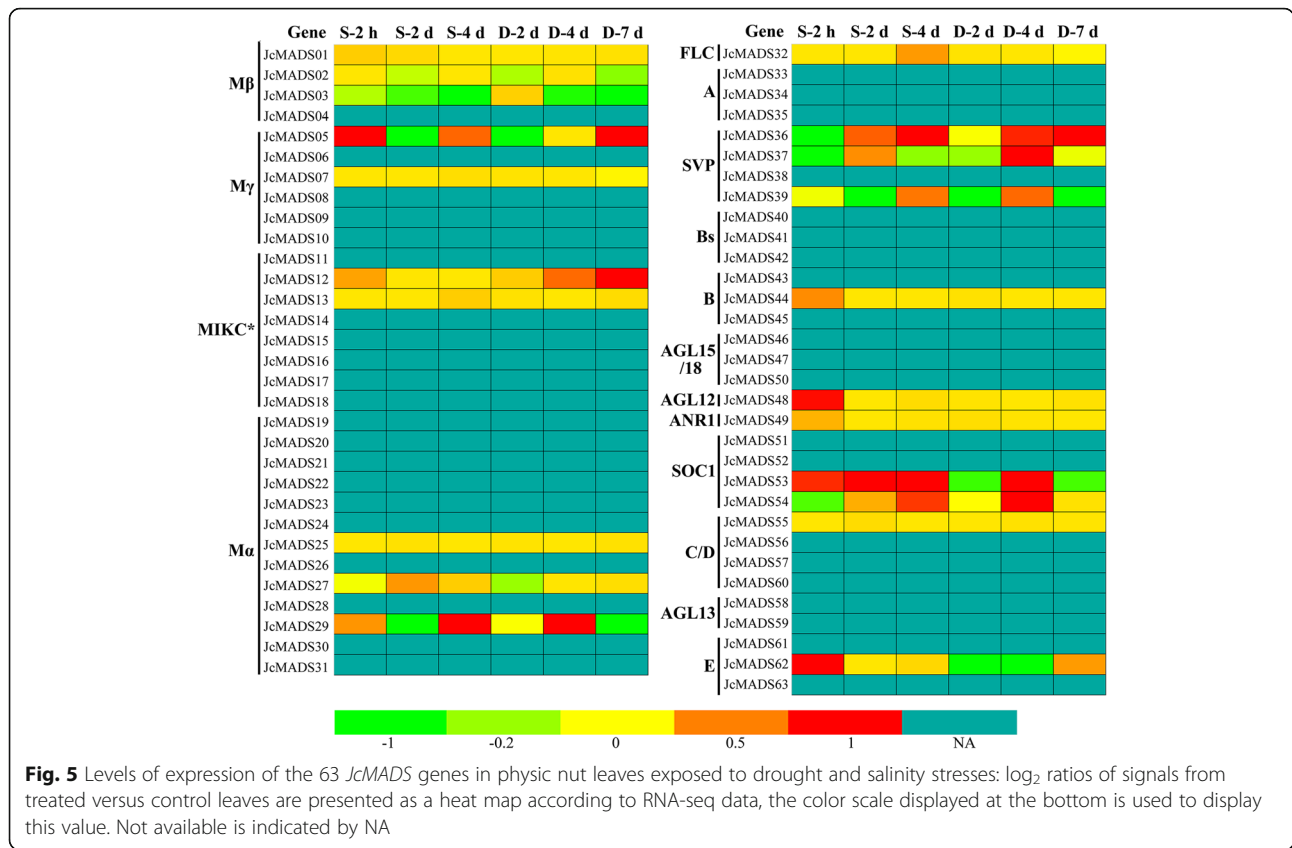 Gene S-2 h S-2 d S-4 d D-2 d D-4 d D-7 d
Mβ
JcMADS01
JcMADS02
JcMADS03
JcMADS04
Mγ
JcMADS05
JcMADS06
JcMADS07
JcMADS08
JcMADS09
JcMADS10
MIKC*
JcMADS11
JcMADS12
JcMADS13
JcMADS14
JcMADS15
JcMADS16
JcMADS17
JcMADS18
Mα
JcMADS19
JcMADS20
JcMADS21
JcMADS22
JcMADS23
JcMADS24
JcMADS25
JcMADS26
JcMADS27
JcMADS28
JcMADS29
JcMADS30
JcMADS31
Gene S-2 h S-2 d S-4 d D-2 d D-4 d D-7 d
FLC
JcMADS32
A
JcMADS33
JcMADS34
JcMADS35
SVP
JcMADS36
JcMADS37
JcMADS38
JcMADS39
Bs
JcMADS40
JcMADS41
JcMADS42
B
JcMADS43
JcMADS44
JcMADS45
AGL15
/18
JcMADS46
JcMADS47
JcMADS50
AGL12
JcMADS48
ANR1
JcMADS49
SOC1
JcMADS51
JcMADS52
JcMADS53
JcMADS54
C/D
JcMADS55
JcMADS56
JcMADS57
JcMADS60
AGL13
JcMADS58
JcMADS59
E
JcMADS61
JcMADS62
JcMADS63
-1 -0.2 0 0.5 1 NA
Fig. 5 Levels of expression of the 63 JcMADS genes in physic nut leaves exposed to drought and salinity stresses: log₂ ratios of signals from
treated versus control leaves are presented as a heat map according to RNA-seq data, the color scale displayed at the bottom is used to display
this value. Not available is indicated by NA